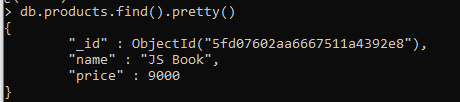 > db.products.find().pretty()
{
        "_id" : ObjectId("5fd07602aa6667511a4392e8"),
        "name" : "JS Book",
        "price" : 9000
}